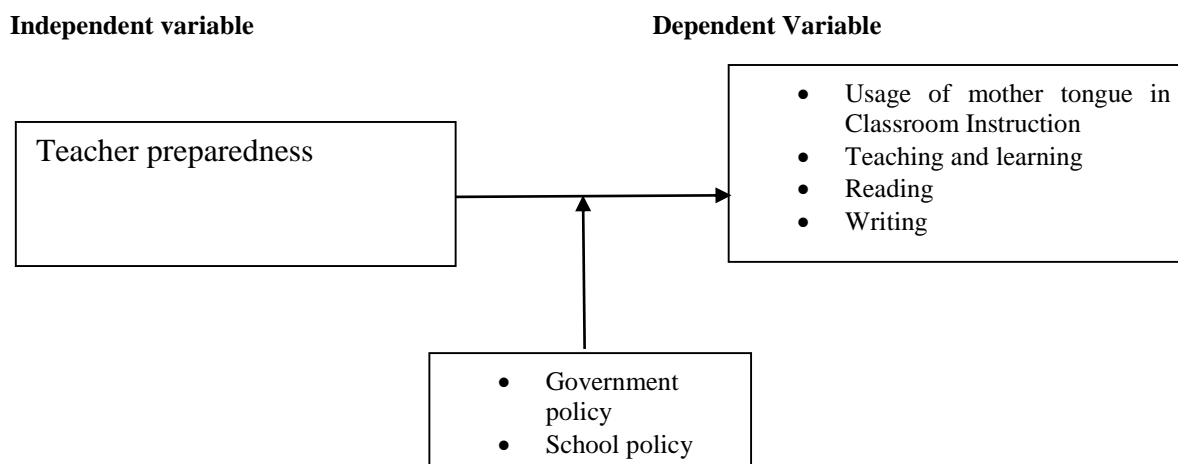 Independent variable
Dependent Variable
Teacher preparedness
• Usage of mother tongue in
Classroom Instruction
• Teaching and learning
• Reading
• Writing
• Government
policy
• School policy